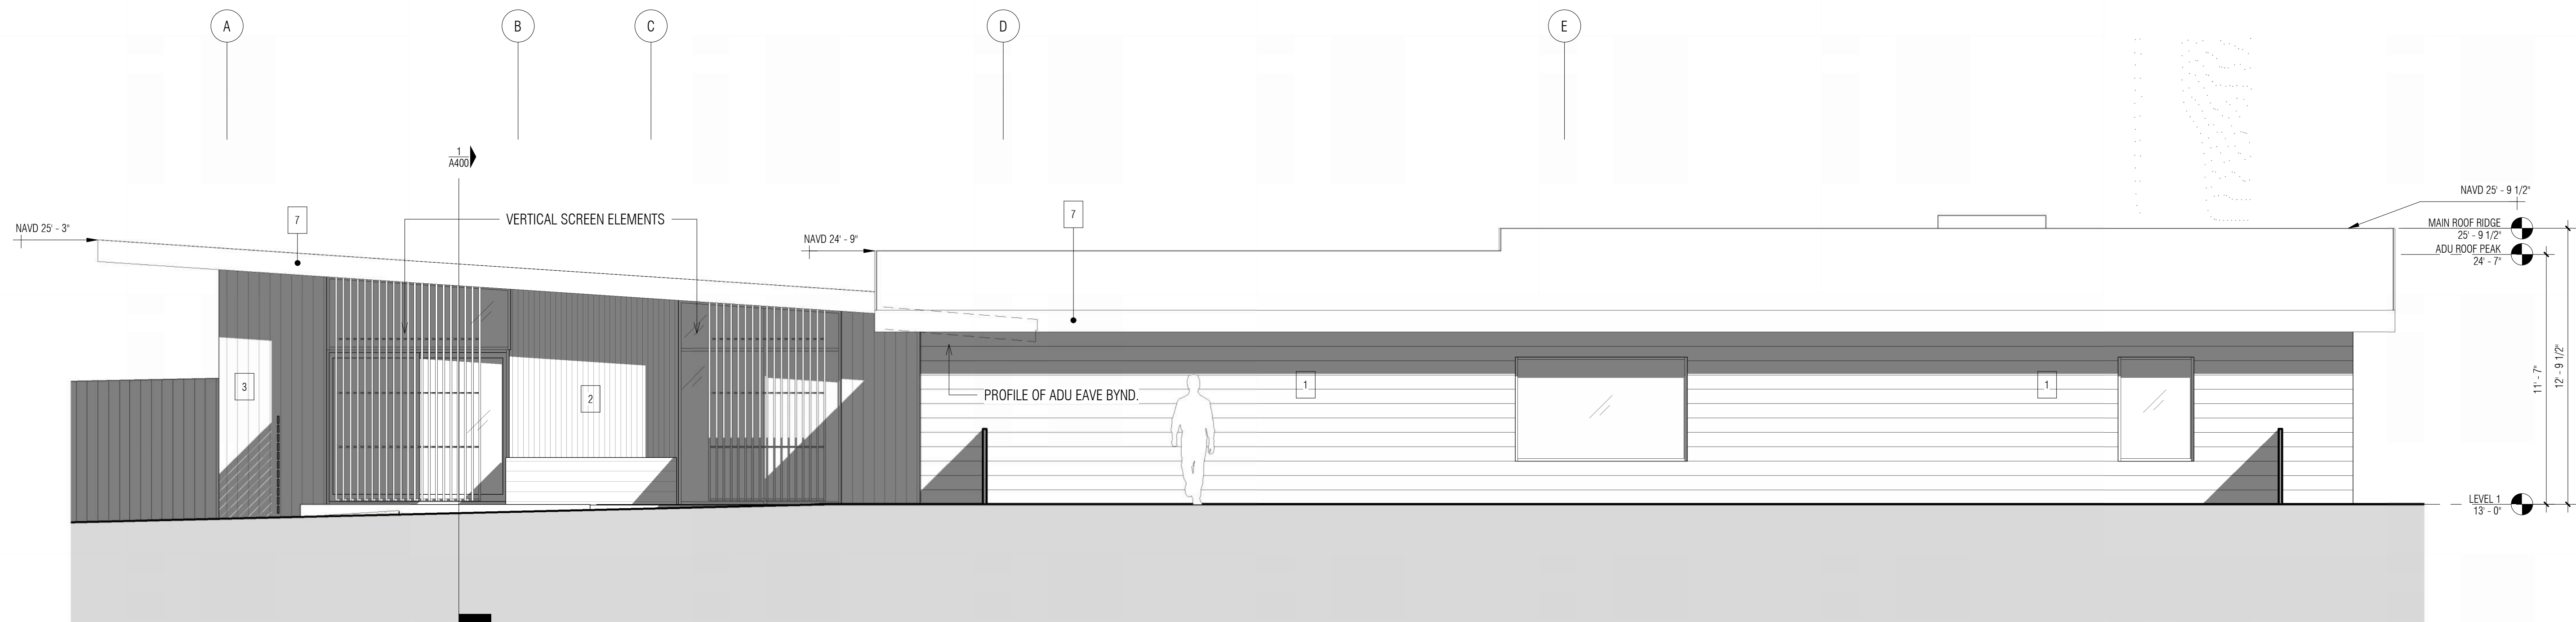 A
B
C
D
E
1
A400
NAVD 25' - 3"
7
VERTICAL SCREEN ELEMENTS
NAVD 24' - 9"
7
NAVD 25' - 9 1/2"
MAIN ROOF RIDGE
25' - 9 1/2"
ADU ROOF PEAK
24' - 7"
3
2
PROFILE OF ADU EAVE BYND.
1
1
11' - 7"
12' - 9 1/2"
LEVEL 1
13' - 0"